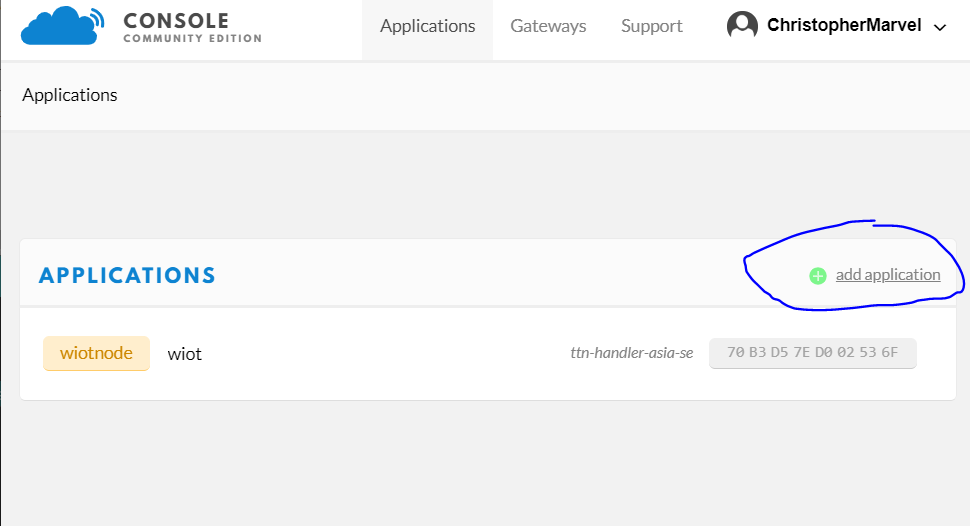 CONSOLE
COMMUNITY EDITION
Applications Gateways Support ChristopherMarvel
Applications
APPLICATIONS
add application
wiotnode wiot ttn-handler-asia-se 70 B3 D5 7E D0 02 53 6F